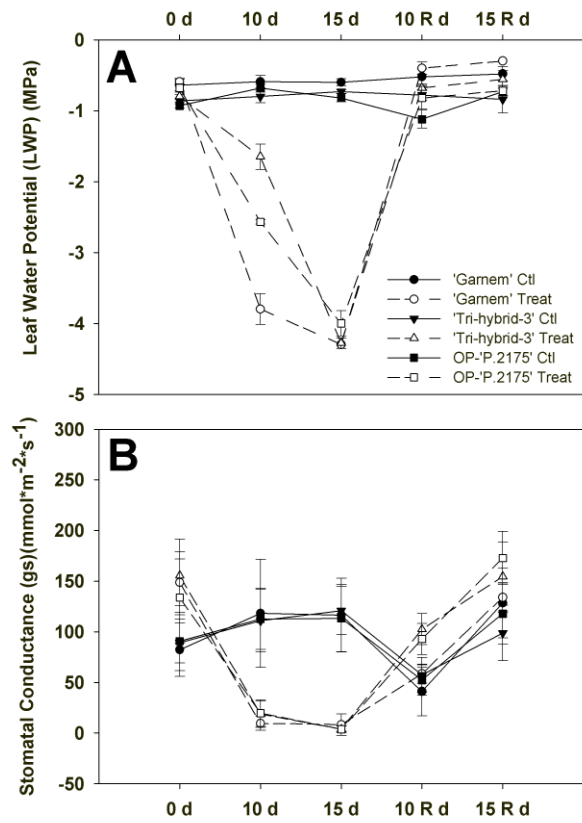 0 d 10 d 15 d 10 R d 15 R d
A
Leaf Water Potential (LWP) (MPa)
0
-1
-2
-3
-4
-5
'Garnem' Ctl
'Garnem' Treat
'Tri-hybrid-3' Ctl
'Tri-hybrid-3' Treat
OP-'P.2175' Ctl
OP-'P.2175' Treat
B
Stomatal Conductance (gs)(mmol*m-2*s-1)
300
250
200
150
100
50
0
-50
0 d 10 d 15 d 10 R d 15 R d